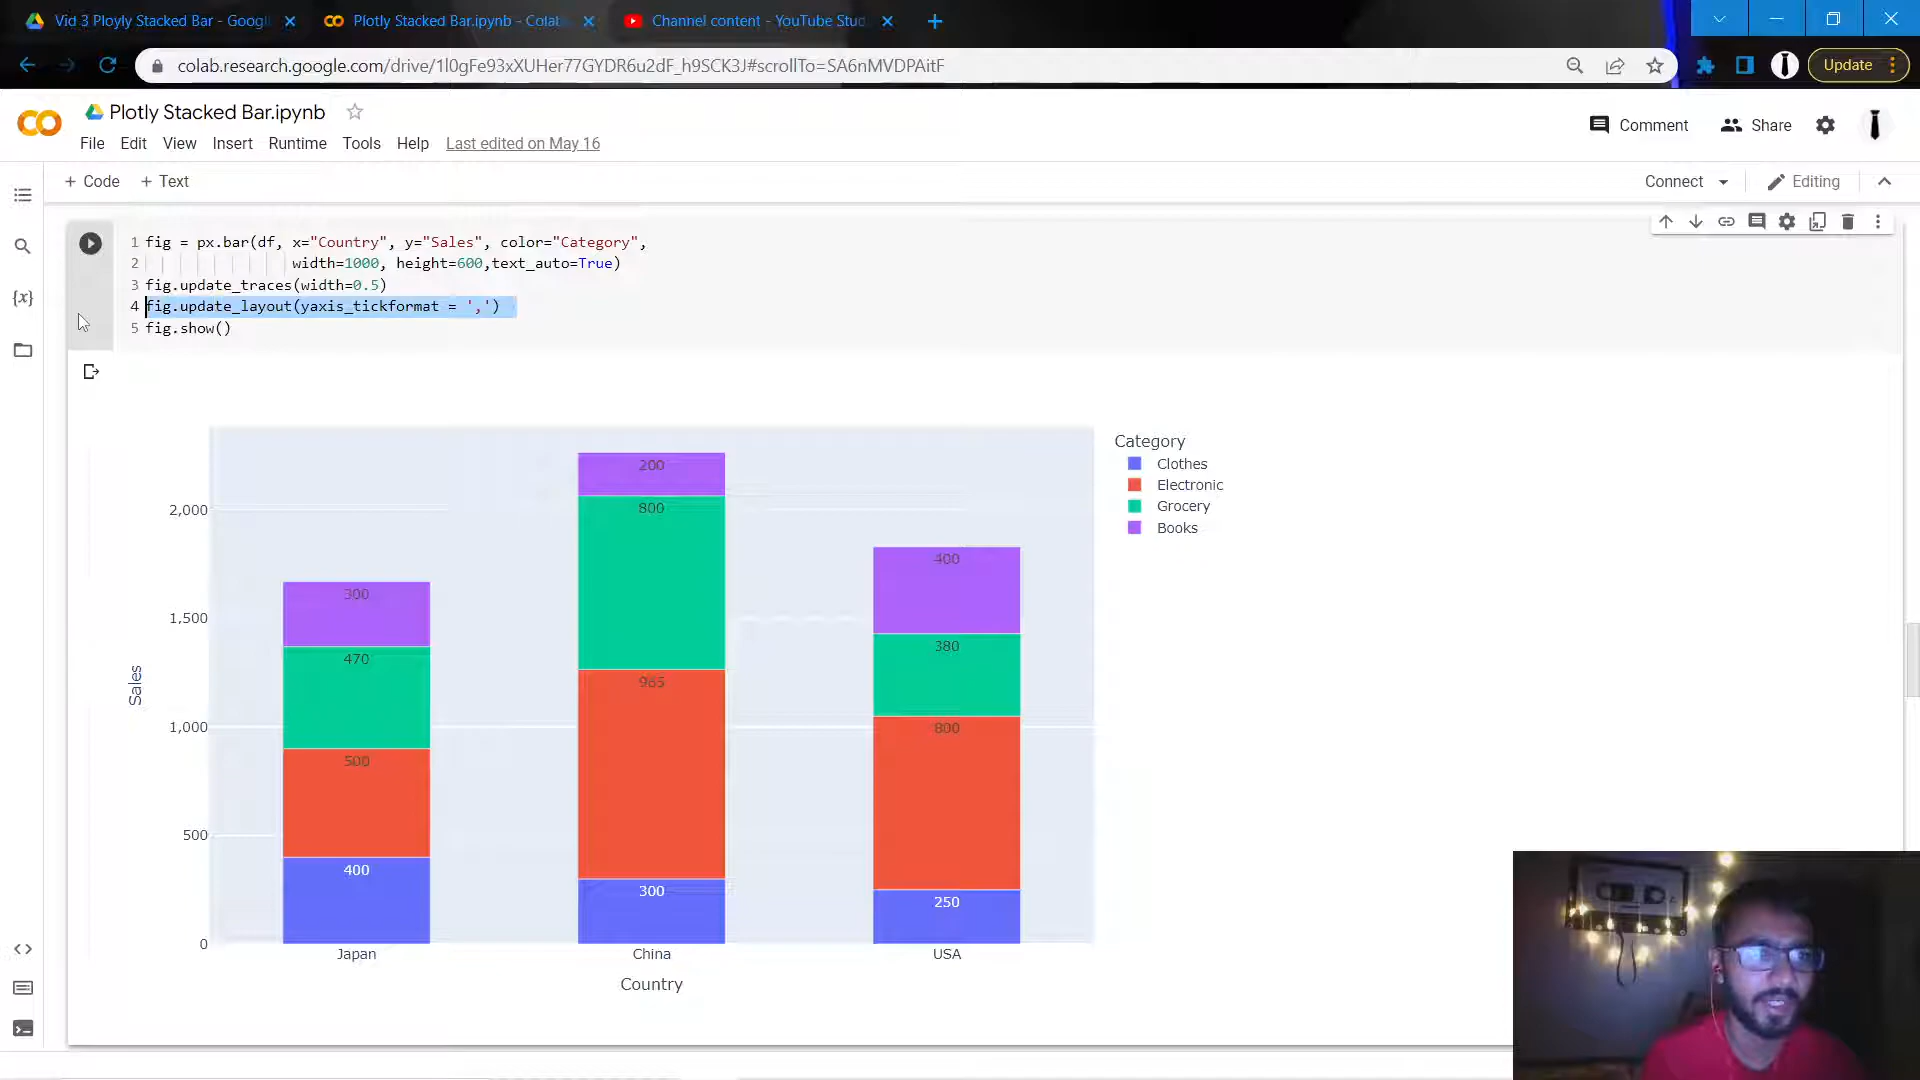 Vid 3 Ployly Stacked Bar - Googl
Plotly Stacked Bar.ipynb - Colab
Channel content - YouTube Stud
colab.research.google.com/drive/1l0gFe93xXUHer77GYDR6u2dF_h9SCK3J#scrollTo=SA6nMVDPAitF
Update
Plotly Stacked Bar.ipynb
File Edit View Insert Runtime Tools Help Last edited on May 16
Comment
Share
+ Code + Text
Connect
Editing
1 fig = px.bar(df, x="Country", y="Sales", color="Category",
2 width=1000, height=600,text_auto=True)
3 fig.update_traces(width=0.5)
4 fig.update_layout(yaxis_tickformat = ',')
5 fig.show()
Category
Clothes
Electronic
Grocery
Books
2,000
1,500
1,000
500
0
Sales
300
470
500
400
200
800
965
300
400
380
800
250
Japan
China
USA
Country